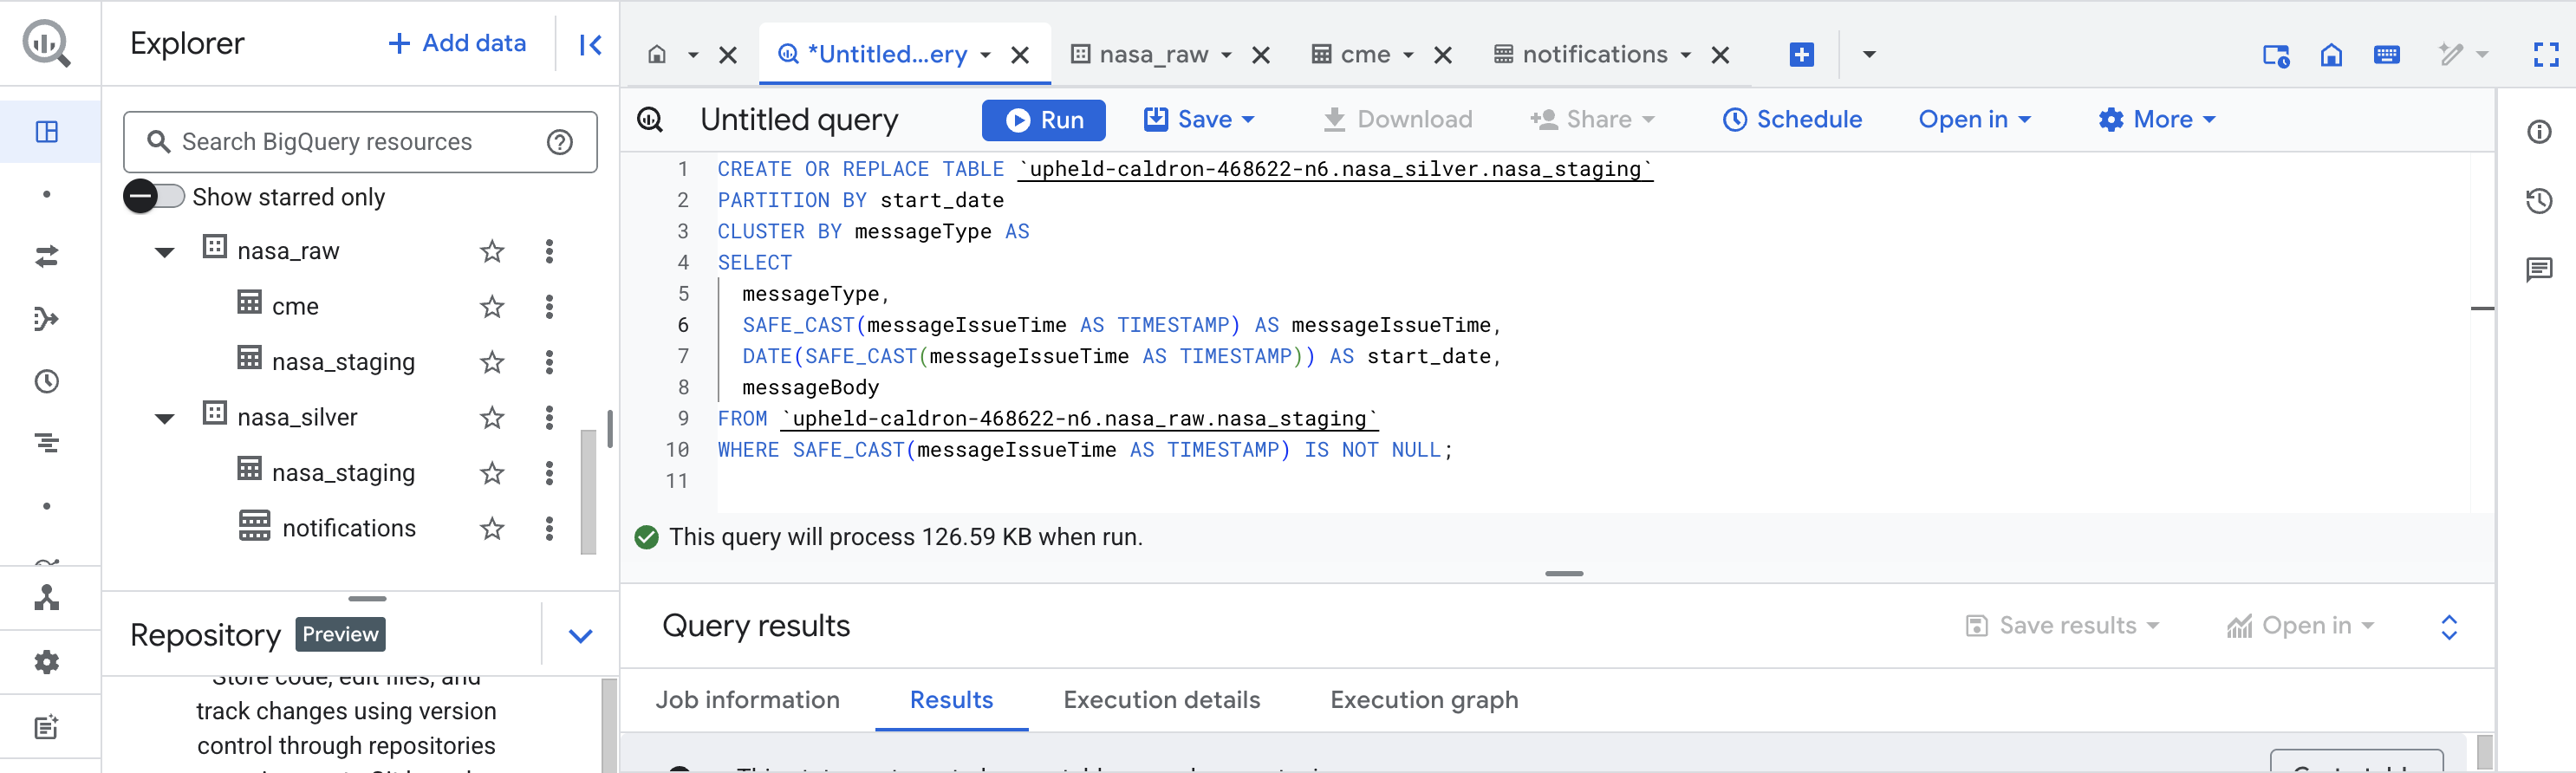 Explorer
+ Add data
Search BigQuery resources
Show starred only
nasa_raw
cme
nasa_staging
nasa_silver
nasa_staging
notifications
Repository Preview
Store code, edit files, and
track changes using version
control through repositories
*Untitled...ery
nasa_raw
cme
notifications
Untitled query
Run
Save
Download
Share
Schedule
Open in
More
1 CREATE OR REPLACE TABLE `upheld-caldron-468622-n6.nasa_silver.nasa_staging`
2 PARTITION BY start_date
3 CLUSTER BY messageType AS
4 SELECT
5 messageType,
6 SAFE_CAST(messageIssueTime AS TIMESTAMP) AS messageIssueTime,
7 DATE(SAFE_CAST(messageIssueTime AS TIMESTAMP)) AS start_date,
8 messageBody
9 FROM `upheld-caldron-468622-n6.nasa_raw.nasa_staging`
10 WHERE SAFE_CAST(messageIssueTime AS TIMESTAMP) IS NOT NULL;
11
This query will process 126.59 KB when run.
Query results
Save results
Open in
Job information
Results
Execution details
Execution graph